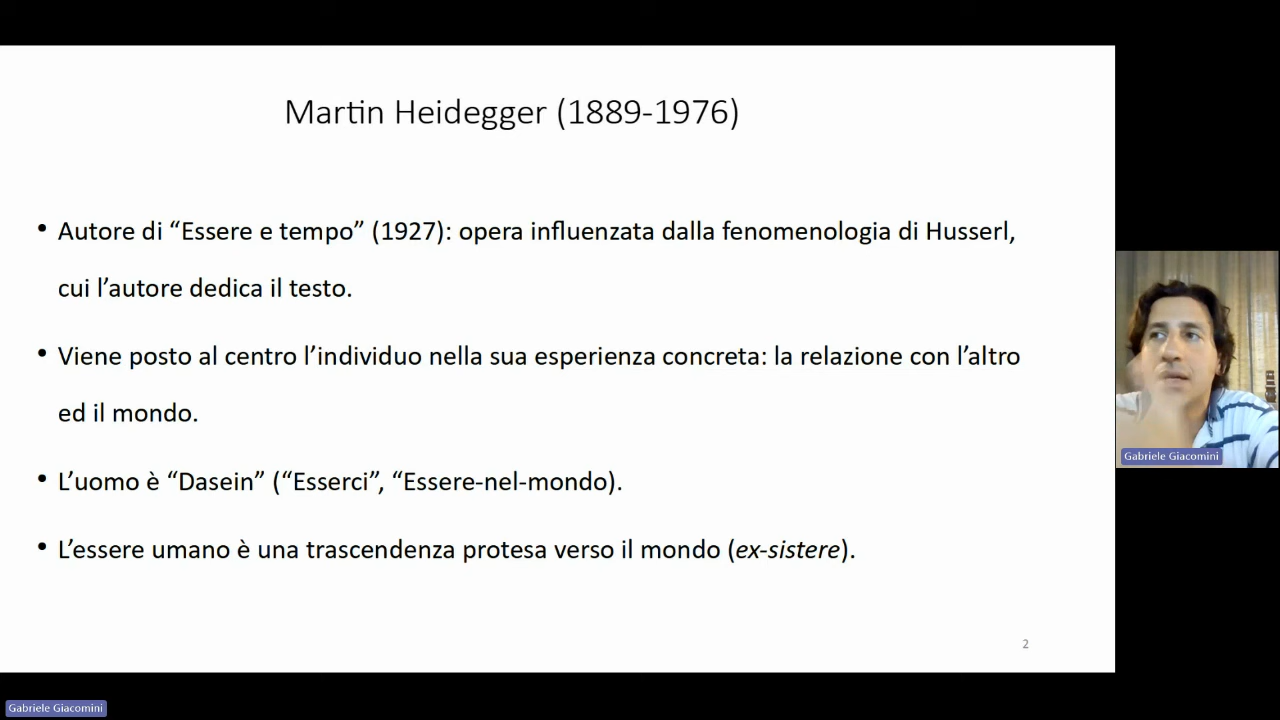 Martin Heidegger (1889-1976)
• Autore di “Essere e tempo” (1927): opera influenzata dalla fenomenologia di Husserl,
cui l’autore dedica il testo.
• Viene posto al centro l’individuo nella sua esperienza concreta: la relazione con l’altro
ed il mondo.
• L’uomo è “Dasein” (“Esserci”, “Essere-nel-mondo).
• L’essere umano è una trascendenza protesa verso il mondo (ex-sistere).
2
Gabriele Giacomini
Gabriele Giacomini